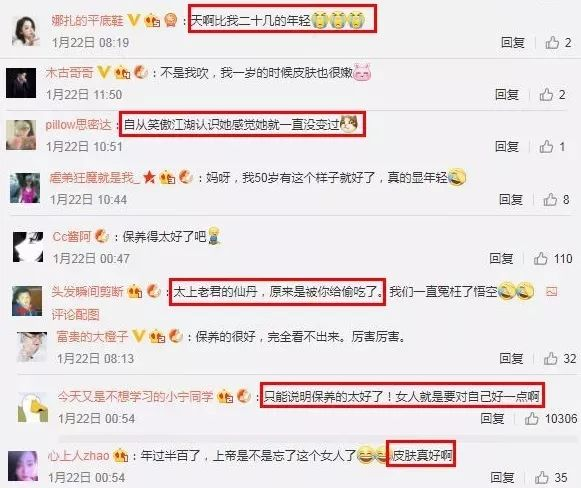 娜扎的平底鞋：天啊比我二十几的年轻
1月22日 08:19 回复 2
木古哥哥：不是我吹，我一岁的时候皮肤也很嫩
1月22日 11:50 回复 2
pillow思密达：自从笑傲江湖认识她感觉她就一直没变过
1月22日 10:51 回复 1
虐弟狂魔就是我_：妈呀，我50岁有这个样子就好了，真的显年轻
1月22日 10:44 回复 8
Cc酱阿：保养得太好了吧
1月22日 00:47 回复 110
头发瞬间剪断：太上老君的仙丹，原来是被你给偷吃了。我们一直冤枉了悟空
评论配图
富贵的大橙子：保养的很好，完全看不出来。厉害厉害。
1月22日 08:13 回复 32
今天又是不想学习的小宁同学：只能说明保养的太好了！女人就是要对自己好一点啊
1月22日 00:54 回复 10306
心上人zhao：年过半百了，上帝是不是忘了这个女人了皮肤真好啊
1月22日 00:54 回复 35